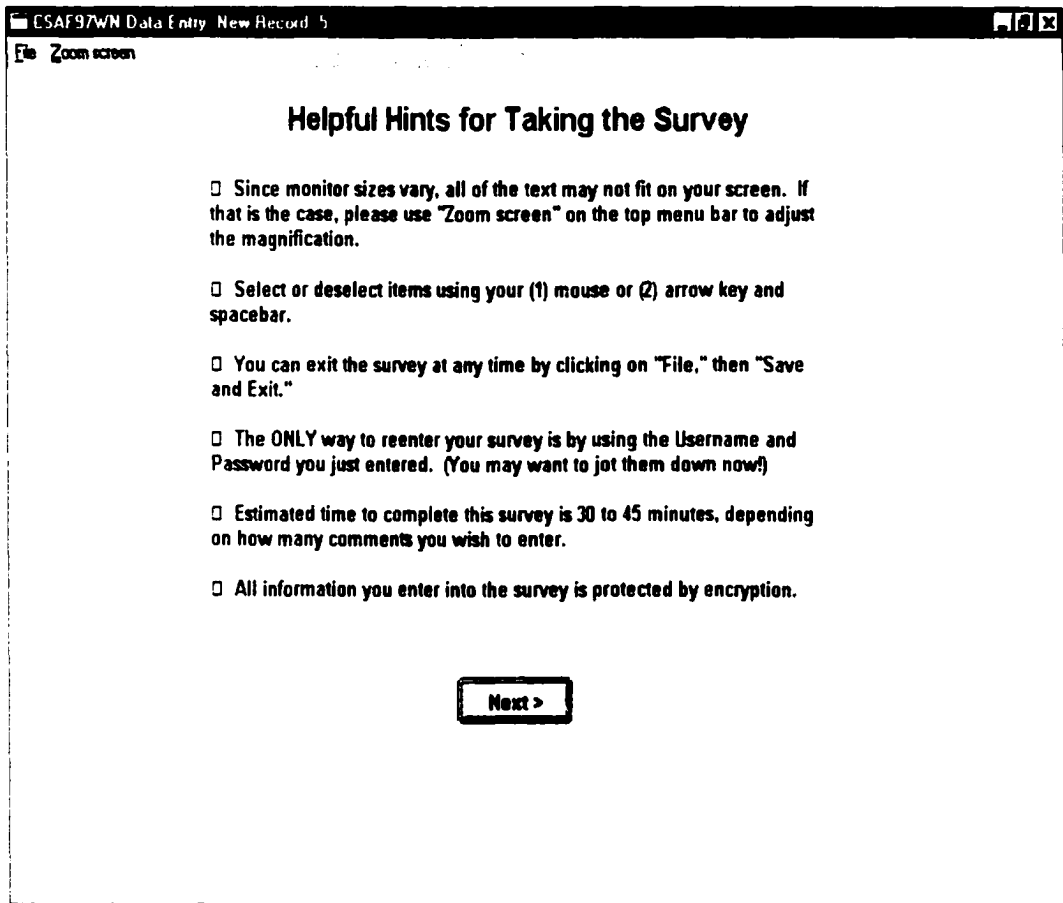 CSAF97WN Data Entry New Record 5
File Zoom screen
Helpful Hints for Taking the Survey
□ Since monitor sizes vary, all of the text may not fit on your screen. If
that is the case, please use "Zoom screen" on the top menu bar to adjust
the magnification.
□ Select or deselect items using your (1) mouse or (2) arrow key and
spacebar.
□ You can exit the survey at any time by clicking on "File," then "Save
and Exit."
□ The ONLY way to reenter your survey is by using the Username and
Password you just entered. (You may want to jot them down now!)
□ Estimated time to complete this survey is 30 to 45 minutes, depending
on how many comments you wish to enter.
□ All information you enter into the survey is protected by encryption.
Next >